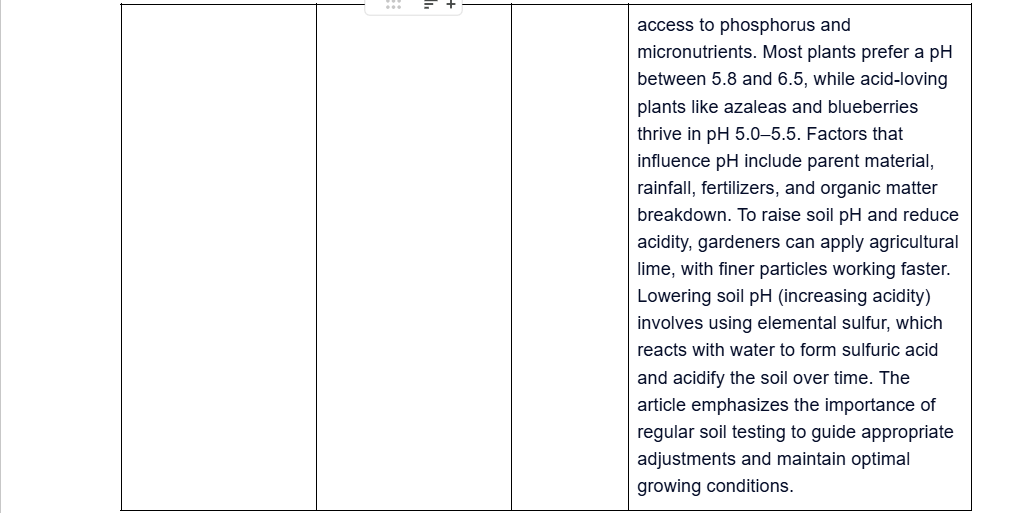 access to phosphorus and
micronutrients. Most plants prefer a pH
between 5.8 and 6.5, while acid-loving
plants like azaleas and blueberries
thrive in pH 5.0–5.5. Factors that
influence pH include parent material,
rainfall, fertilizers, and organic matter
breakdown. To raise soil pH and reduce
acidity, gardeners can apply agricultural
lime, with finer particles working faster.
Lowering soil pH (increasing acidity)
involves using elemental sulfur, which
reacts with water to form sulfuric acid
and acidify the soil over time. The
article emphasizes the importance of
regular soil testing to guide appropriate
adjustments and maintain optimal
growing conditions.